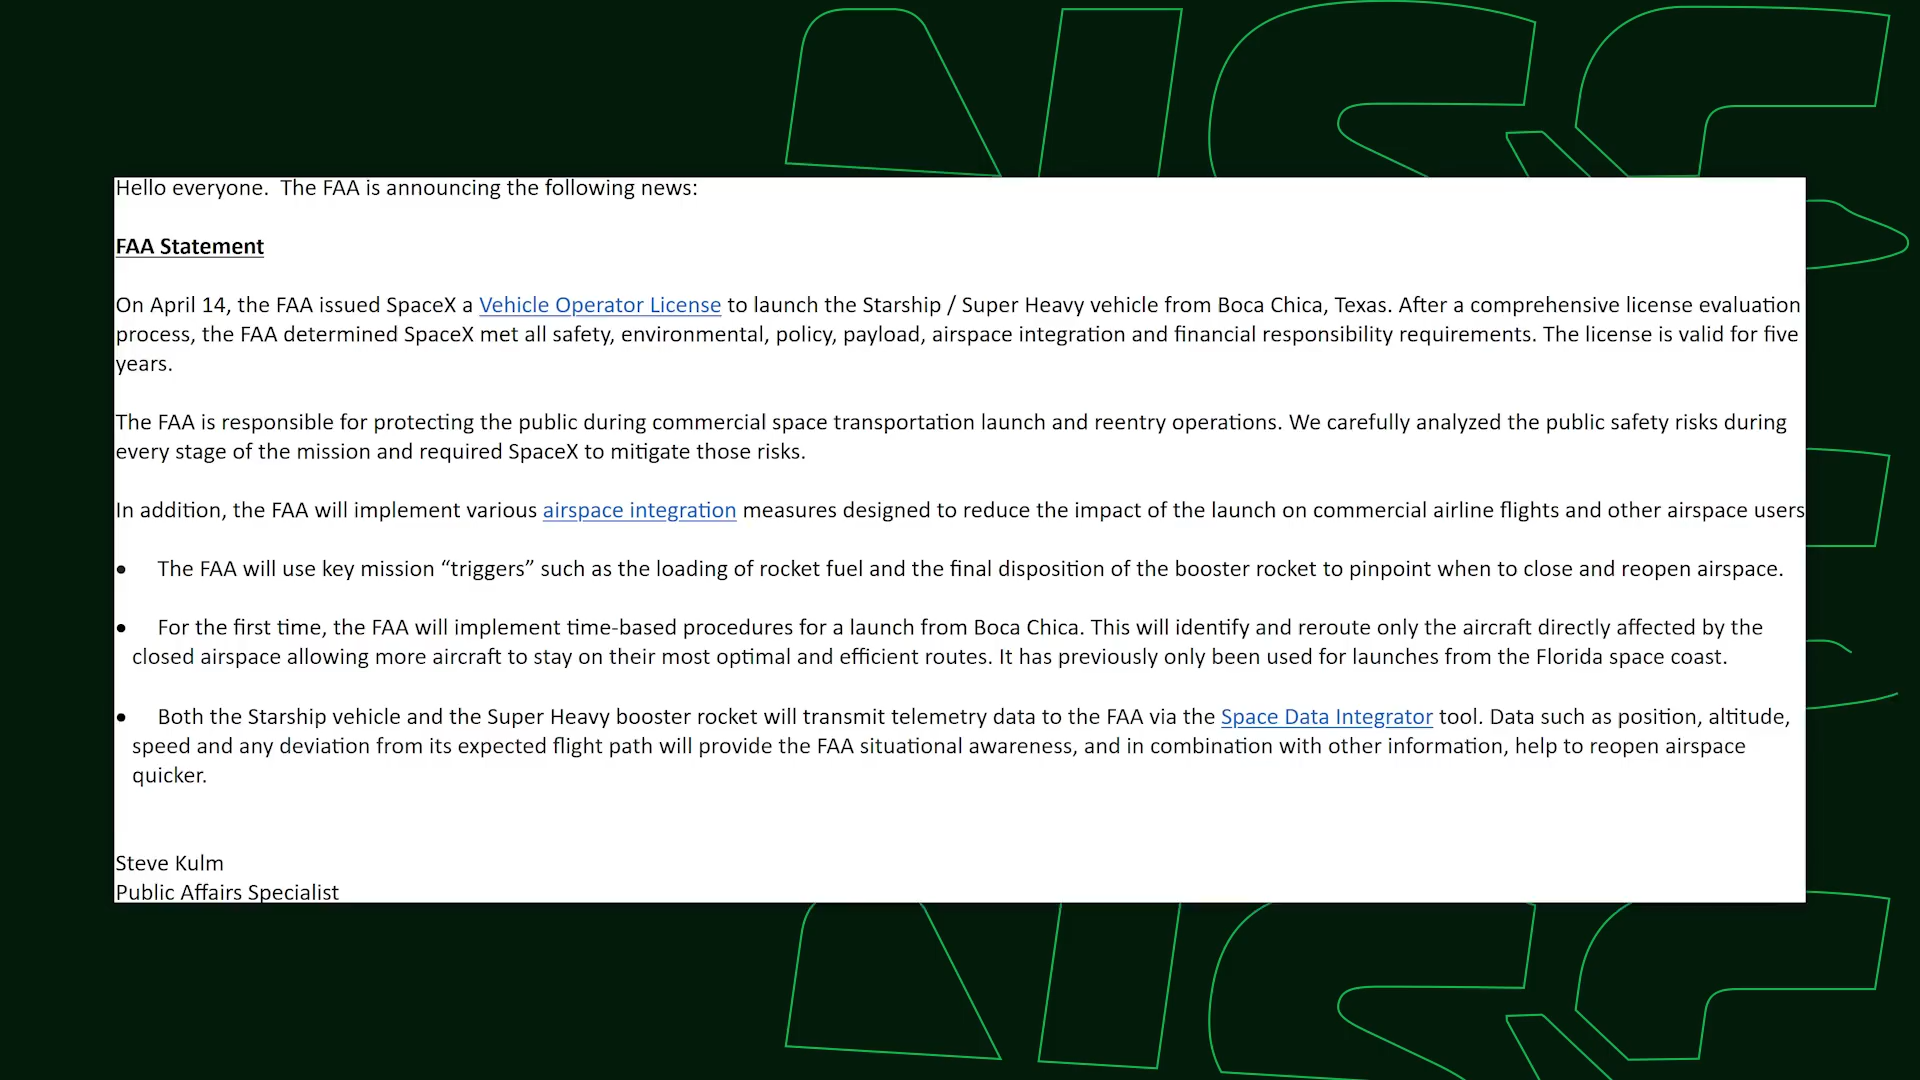 Hello everyone.  The FAA is announcing the following news:
FAA Statement
On April 14, the FAA issued SpaceX a Vehicle Operator License to launch the Starship / Super Heavy vehicle from Boca Chica, Texas. After a comprehensive license evaluation
process, the FAA determined SpaceX met all safety, environmental, policy, payload, airspace integration and financial responsibility requirements. The license is valid for five
years.
The FAA is responsible for protecting the public during commercial space transportation launch and reentry operations. We carefully analyzed the public safety risks during
every stage of the mission and required SpaceX to mitigate those risks.
In addition, the FAA will implement various airspace integration measures designed to reduce the impact of the launch on commercial airline flights and other airspace users
• The FAA will use key mission “triggers” such as the loading of rocket fuel and the final disposition of the booster rocket to pinpoint when to close and reopen airspace.
• For the first time, the FAA will implement time-based procedures for a launch from Boca Chica. This will identify and reroute only the aircraft directly affected by the
closed airspace allowing more aircraft to stay on their most optimal and efficient routes. It has previously only been used for launches from the Florida space coast.
• Both the Starship vehicle and the Super Heavy booster rocket will transmit telemetry data to the FAA via the Space Data Integrator tool. Data such as position, altitude,
speed and any deviation from its expected flight path will provide the FAA situational awareness, and in combination with other information, help to reopen airspace
quicker.
Steve Kulm
Public Affairs Specialist